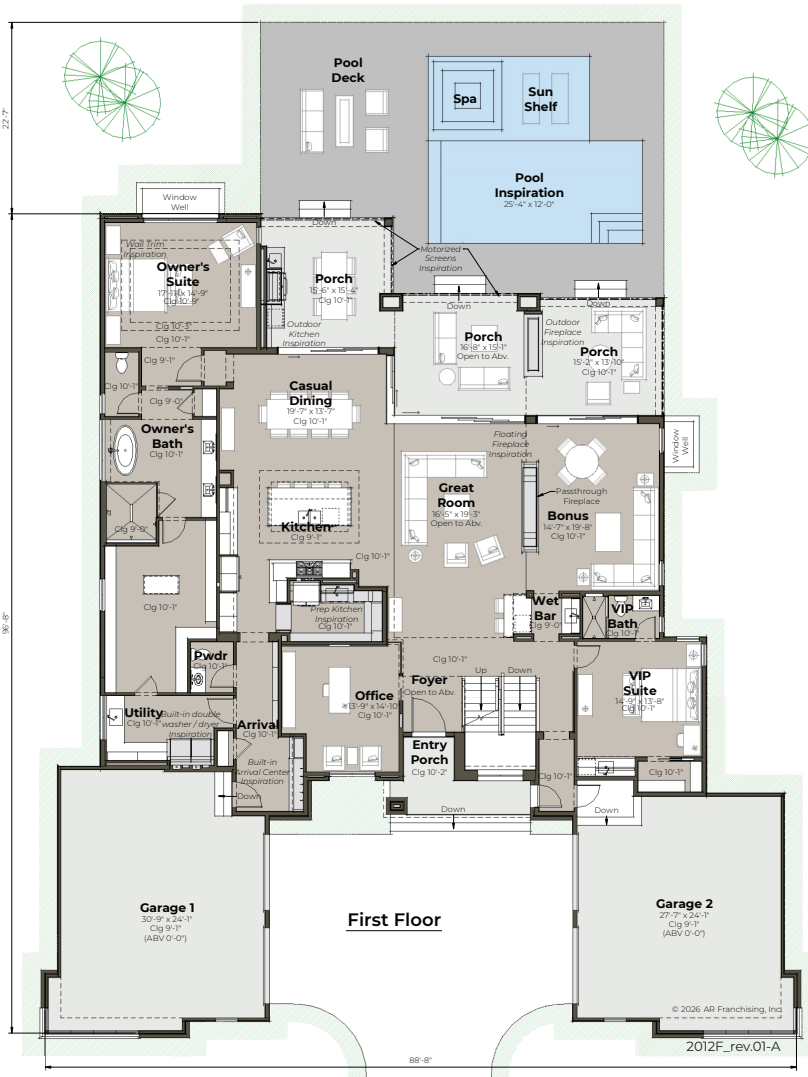 Pool
Deck
Spa
Sun
Shelf
Pool
Inspiration
25'-4" x 12'-0"
22'-7"
Window
Well
Down
Motorized
Screens
Inspiration
Wall Trim
Inspiration
Owner's
Suite
Clg 10'-9"
Clg 10'-3"
Clg 10'-1"
Porch
15'-6" x 15'-4"
Clg 10'-1"
Outdoor
Kitchen
Inspiration
Down
Porch
16'-8" x 15'-1"
Open to Abv.
Down
Outdoor
Fireplace
Inspiration
Porch
15'-2" x 13'-10"
Clg 10'-1"
Clg 9'-1"
Clg 10'-1"
Clg 9'-0"
Casual
Dining
19'-7" x 13'-7"
Clg 10'-1"
Owner's
Bath
Clg 10'-1"
Floating
Fireplace
Inspiration
Window
Well
Great
Room
16'-5" x 19'-3"
Open to Abv.
Passthrough
Fireplace
Bonus
14'-7" x 19'-8"
Clg 10'-1"
Clg 9'-0"
Kitchen
Clg 9'-1"
Clg 10'-1"
Clg 10'-1"
Prep Kitchen
Inspiration
Clg 10'-1"
Wet
Bar
Clg 9'-0"
VIP
Bath
Clg 10'-1"
96'-8"
Pwdr
Clg 10'-1"
Clg 10'-1"
Foyer
Open to Abv.
Up
Down
Office
13'-9" x 14'-10"
Clg 10'-1"
VIP
Suite
14'-9" x 13'-8"
Clg 10'-1"
Utility
Clg 10'-1"
Built-in double
washer / dryer
Inspiration
Arrival
Clg 10'-1"
Built-in
Arrival Center
Inspiration
Entry
Porch
Clg 10'-2"
Clg 10'-1"
Clg 10'-1"
Down
Down
Down
Garage 1
30'-9" x 24'-1"
Clg 9'-1"
(ABV 0'-0")
First Floor
Garage 2
27'-7" x 24'-1"
Clg 9'-1"
(ABV 0'-0")
© 2026 AR Franchising, Inc.
2012F_rev.01-A
88'-8"